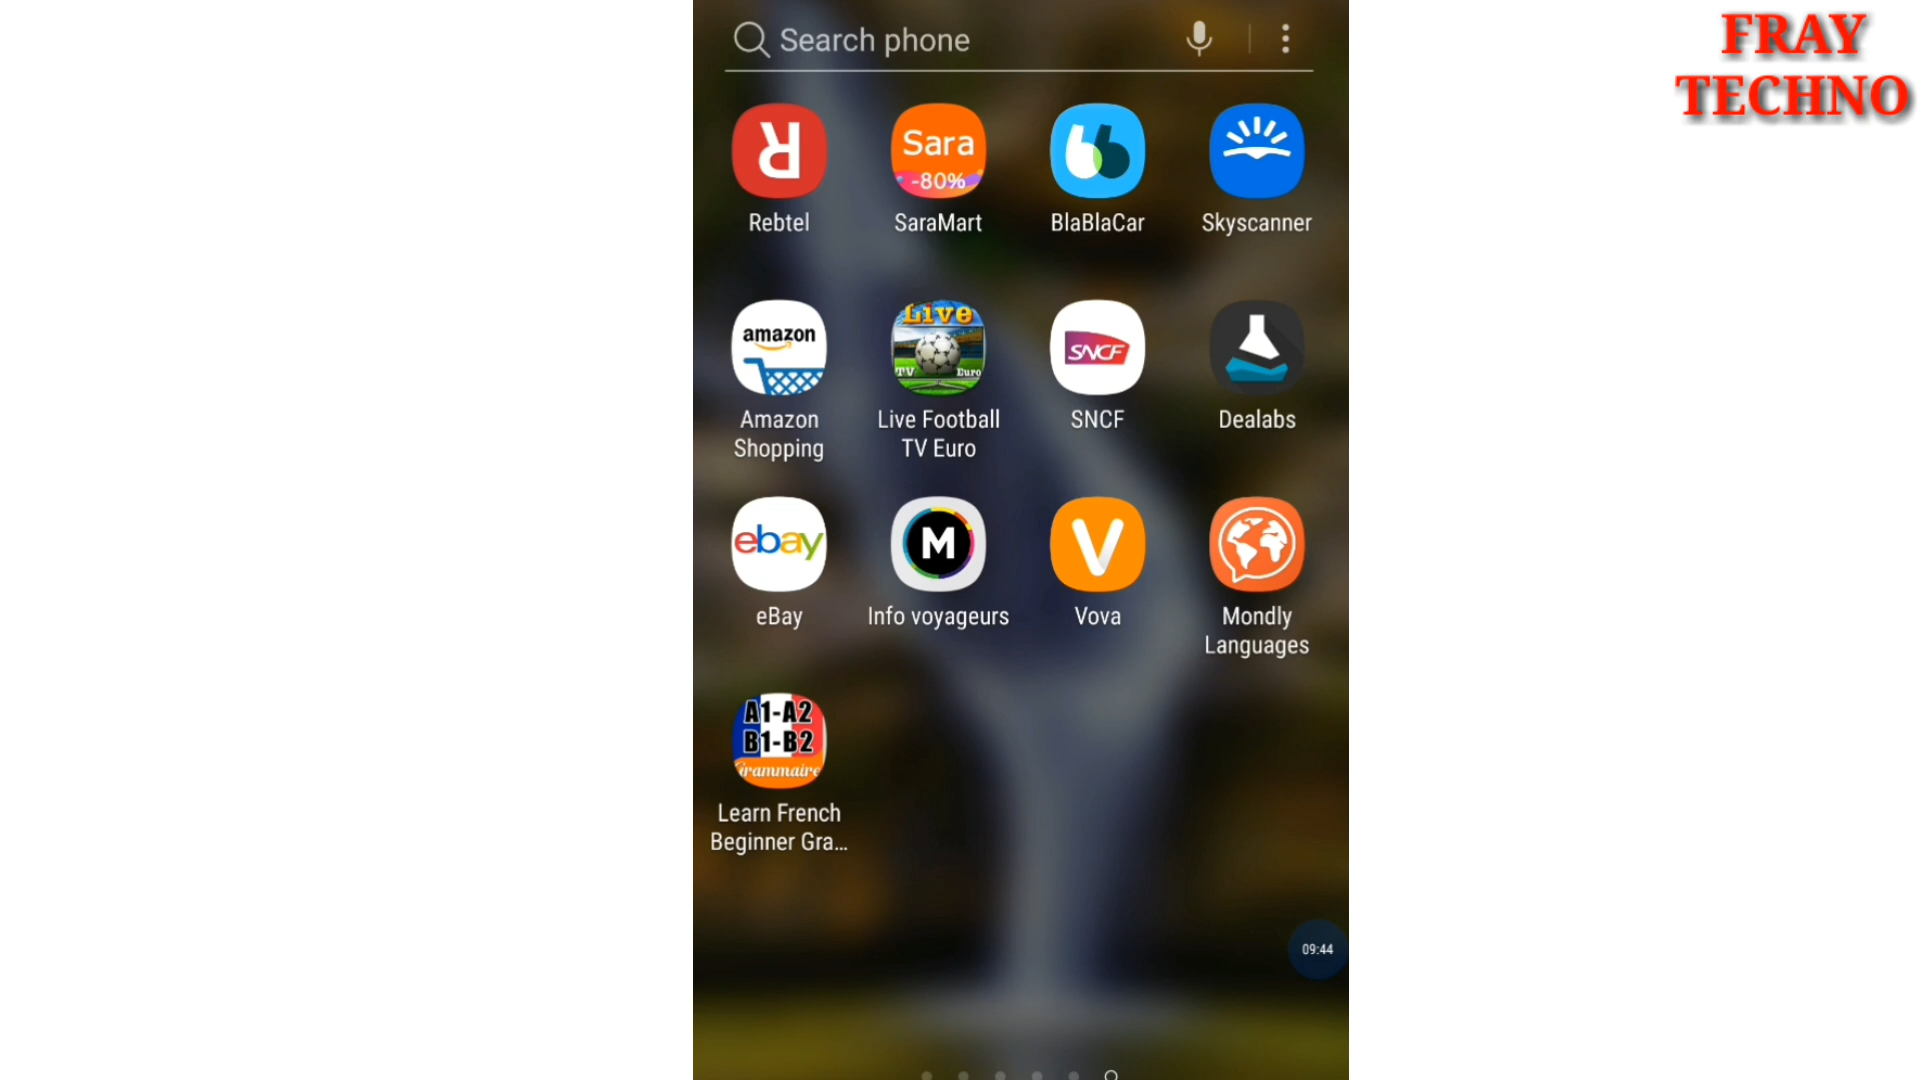 FRAY
TECHNO
Search phone
R
Sara
-80%
Rebtel
SaraMart
BlaBlaCar
Skyscanner
amazon
Live
TV Euro
SNCF
Amazon
Shopping
Live Football
TV Euro
SNCF
Dealabs
ebay
M
V
eBay
Info voyageurs
Vova
Mondly
Languages
A1-A2
B1-B2
Grammaire
Learn French
Beginner Gra...
09:44